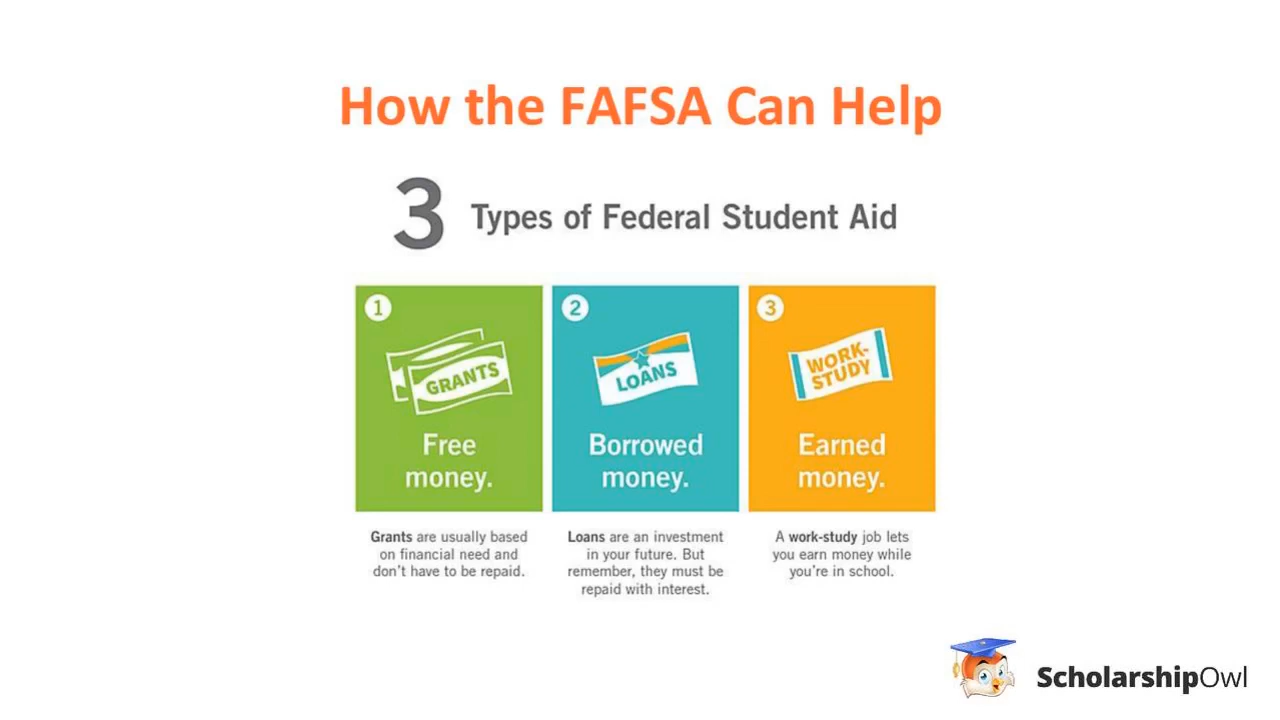 How the FAFSA Can Help
3 Types of Federal Student Aid
1
GRANTS
Free
money.
Grants are usually based
on financial need and
don't have to be repaid.
2
LOANS
Borrowed
money.
Loans are an investment
in your future. But
remember, they must be
repaid with interest.
3
WORK-
STUDY
Earned
money.
A work-study job lets
you earn money while
you're in school.
ScholarshipOwl